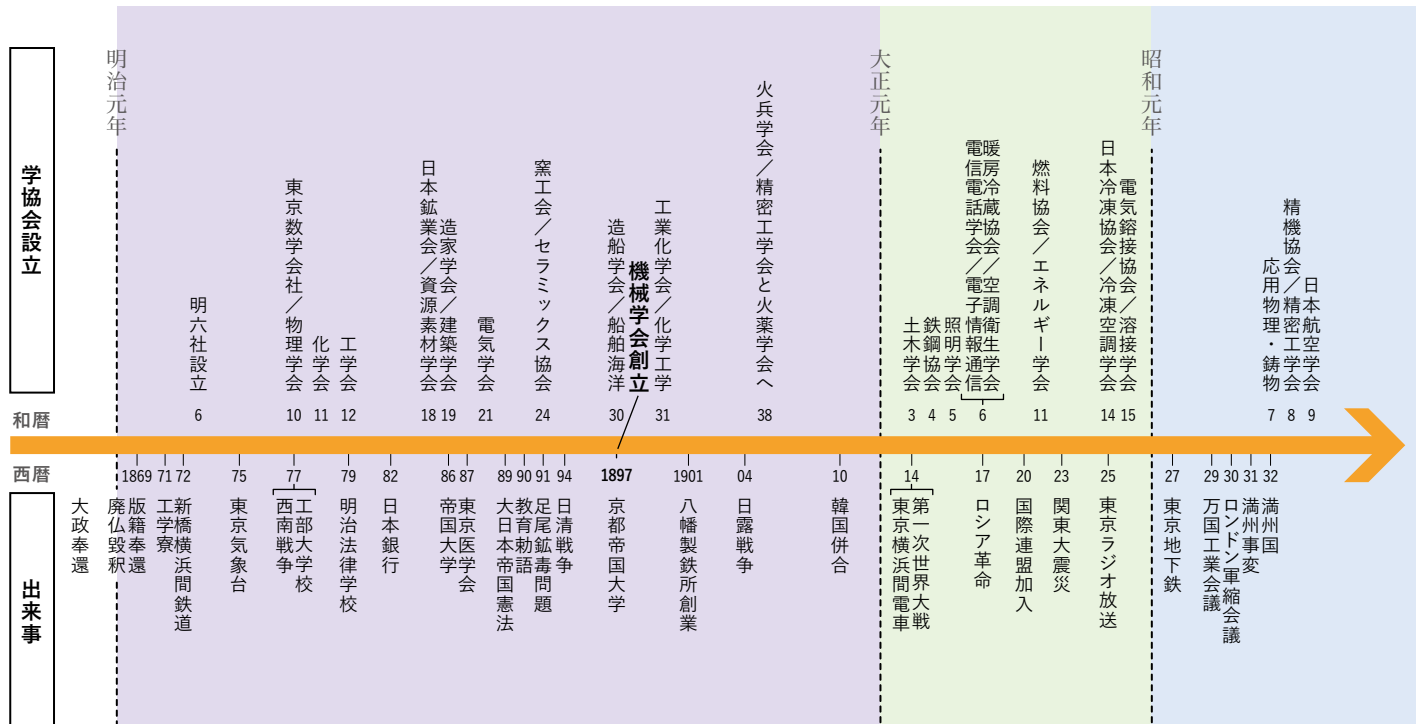 学協会設立
明治元年
大正元年
昭和元年
明六社設立
東京数学会社/物理学会
化学会
工学会
日本鉱業会/資源素材学会
造家学会/建築学会
電気学会
窯工会/セラミックス協会
造船学会/船舶海洋
機械学会創立
工業化学会/化学工学
火兵学会/精密工学会と火薬学会へ
土木学会
鉄鋼協会
照明学会
電信電話学会/電子情報通信
暖房冷蔵協会/空調衛生学会
燃料協会/エネルギー学会
日本冷凍協会/冷凍空調学会
電気鎔接協会/溶接学会
応用物理・鋳物
精機協会/精密工学会
日本航空学会
和暦
6 10 11 12 18 19 21 24 30 31 38 3 4 5 6 11 14 15 7 8 9
西暦
1869 71 72 75 77 79 82 86 87 89 90 91 94 1897 1901 04 10 14 17 20 23 25 27 29 30 31 32
出来事
大政奉還
廃仏毀釈
版籍奉還
工学寮
新橋横浜間鉄道
東京気象台
西南戦争
工部大学校
明治法律学校
日本銀行
帝国大学
東京医学会
大日本帝国憲法
教育勅語
足尾鉱毒問題
日清戦争
京都帝国大学
八幡製鉄所創業
日露戦争
韓国併合
東京横浜間電車
第一次世界大戦
ロシア革命
国際連盟加入
関東大震災
東京ラジオ放送
東京地下鉄
万国工業会議
ロンドン軍縮会議
満州事変
満州国